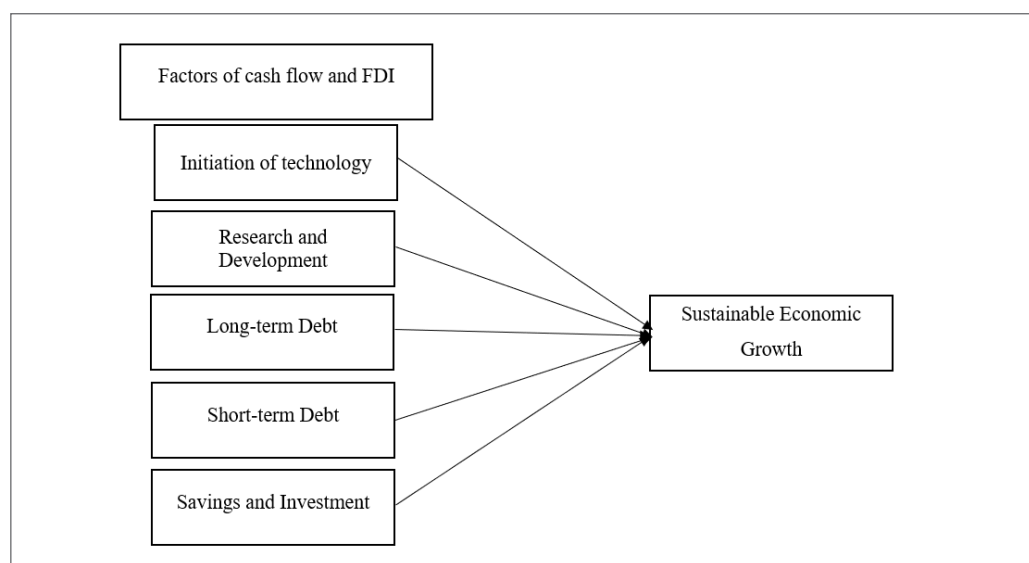 Factors of cash flow and FDI
Initiation of technology
Research and
Development
Long-term Debt
Short-term Debt
Savings and Investment
Sustainable Economic
Growth